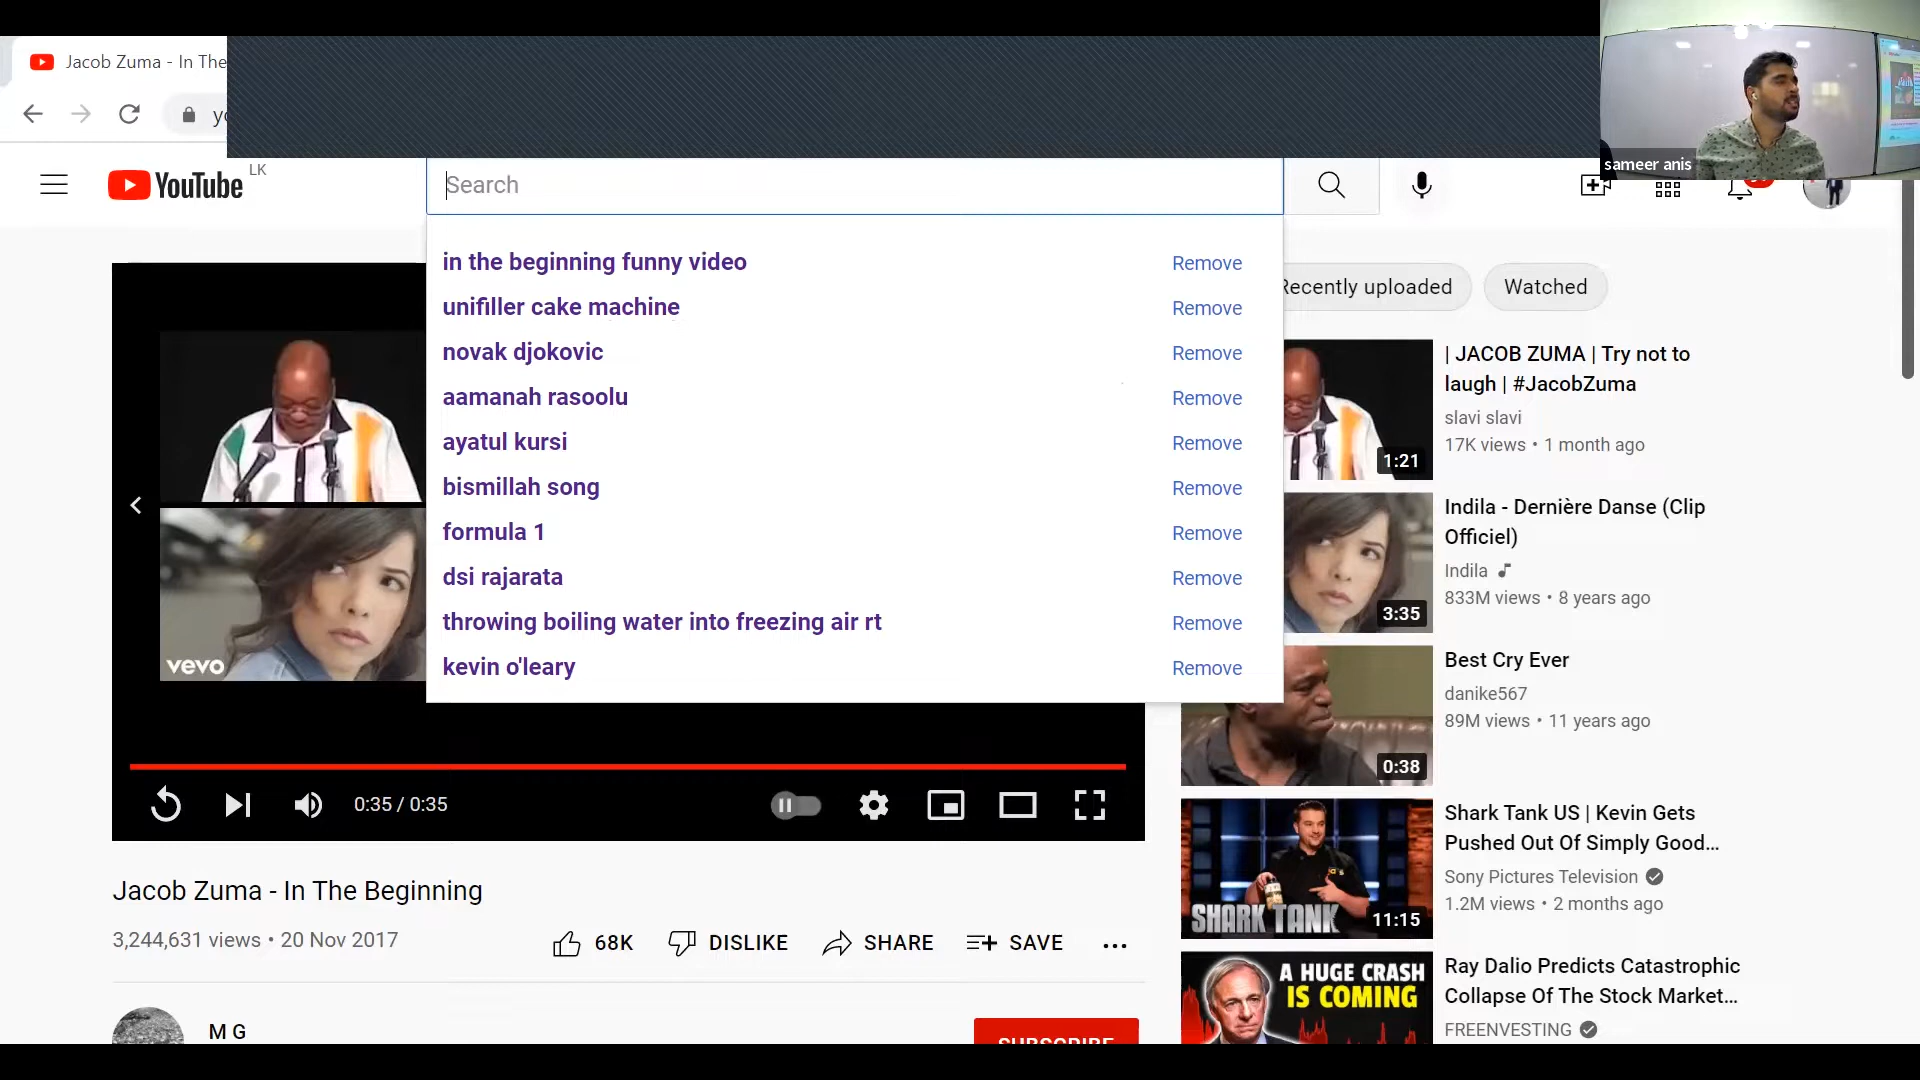 Jacob Zuma - In The
sameer anis
YouTube LK
Search
in the beginning funny video Remove
unifiller cake machine Remove
novak djokovic Remove
aamanah rasoolu Remove
ayatul kursi Remove
bismillah song Remove
formula 1 Remove
dsi rajarata Remove
throwing boiling water into freezing air rt Remove
kevin o'leary Remove
vevo
0:35 / 0:35
Jacob Zuma - In The Beginning
3,244,631 views • 20 Nov 2017
68K DISLIKE SHARE SAVE
M G
SUBSCRIBE
Recently uploaded Watched
| JACOB ZUMA | Try not to
laugh | #JacobZuma
slavi slavi
17K views • 1 month ago
1:21
Indila - Dernière Danse (Clip
Officiel)
Indila
833M views • 8 years ago
3:35
Best Cry Ever
danike567
89M views • 11 years ago
0:38
Shark Tank US | Kevin Gets
Pushed Out Of Simply Good...
Sony Pictures Television
1.2M views • 2 months ago
SHARK TANK
11:15
Ray Dalio Predicts Catastrophic
Collapse Of The Stock Market...
FREENVESTING
A HUGE CRASH
IS COMING